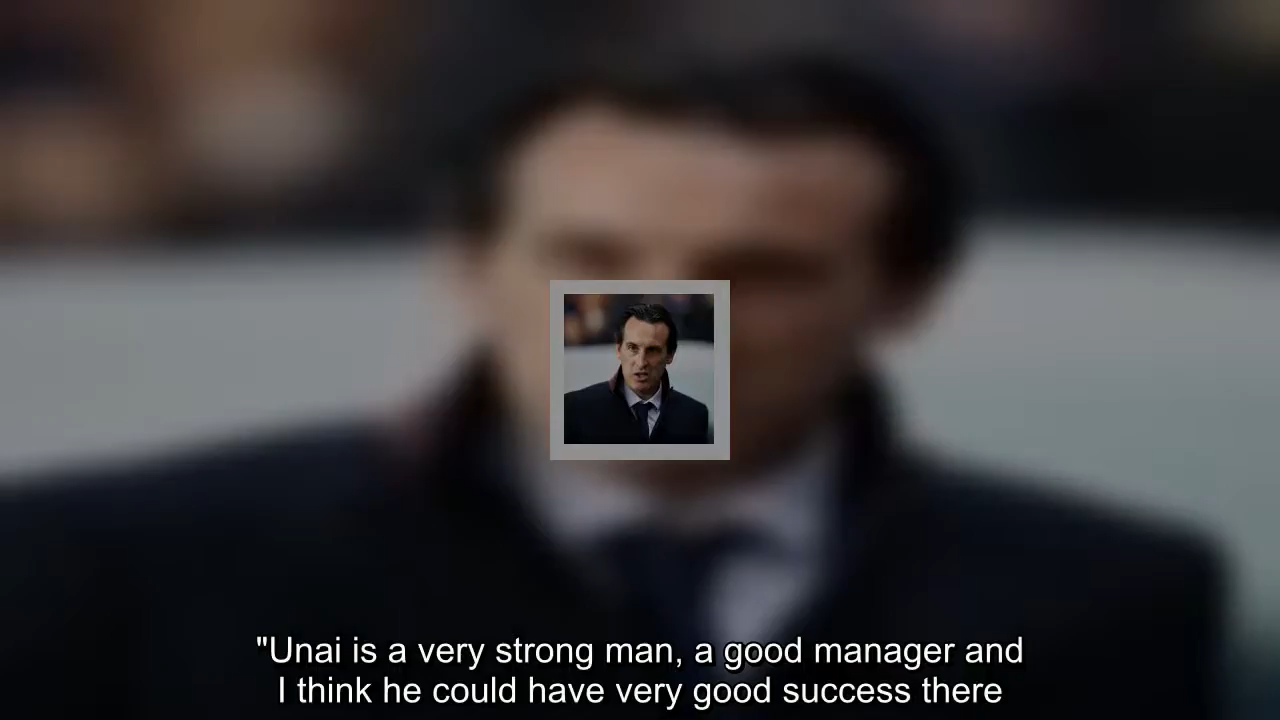 "Unai is a very strong man, a good manager and
I think he could have very good success there